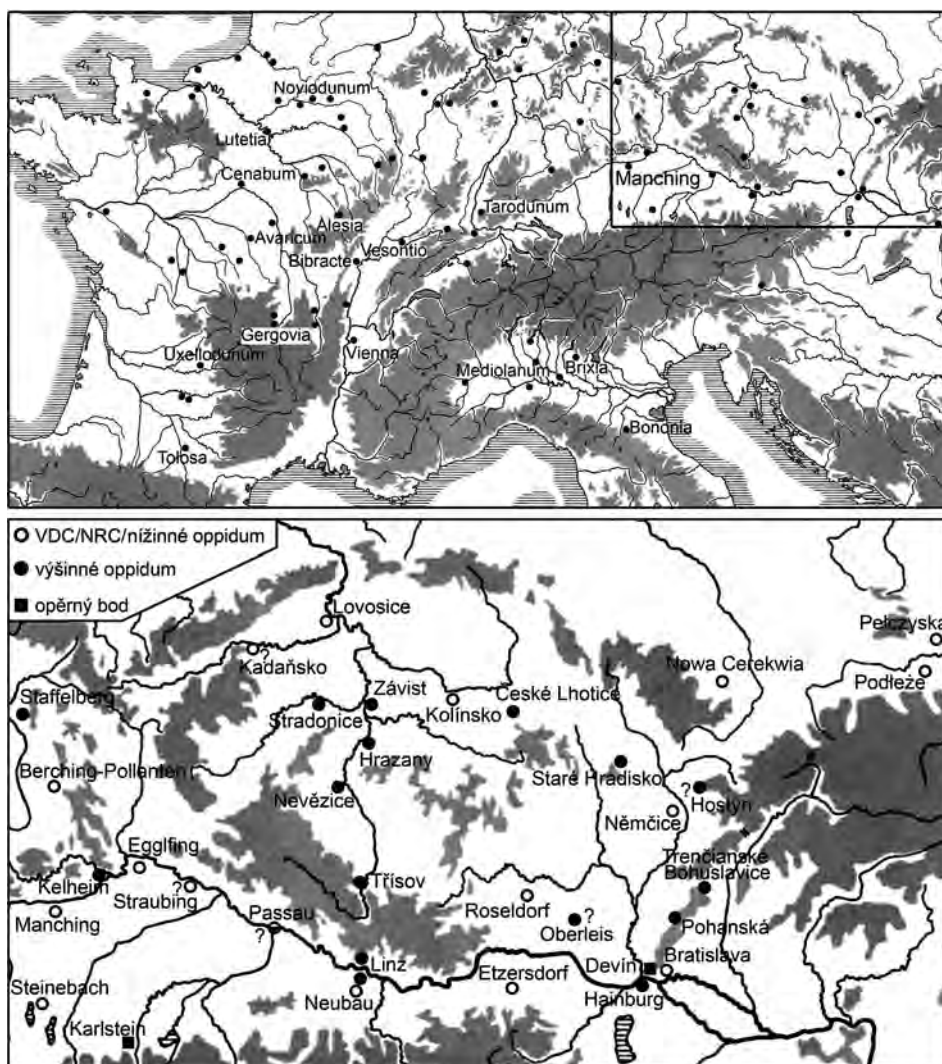 Noviodunum
Lutetia
Cenabum
Manching
Tarodunum
Alesia
Avaricum
Vesontio
Bibracte
Gergovia
Uxellodunum
Vienna
Mediolanum
Brixia
Bononia
Tolosa
VDC/NRC/nížinné oppidum
výšinné oppidum
opěrný bod
Lovosice
Pelczyska
?
Kadaňsko
Nowa Cerekwia
Podłęże
Staffelberg
Závist
České Lhotice
Stradonice
Kolínsko
Hrazany
Staré Hradisko
Berching-Pollanten
?
Hostýn
Nevězice
Němčice
Egglfing
Trenčianske
Bohuslavice
Kelheim
?
Straubing
Třísov
Roseldorf
?
Manching
Passau
Oberleis
Pohanská
?
Linz
Devín
Bratislava
Steinebach
Neubau
Etzersdorf
Hainburg
Karlstein